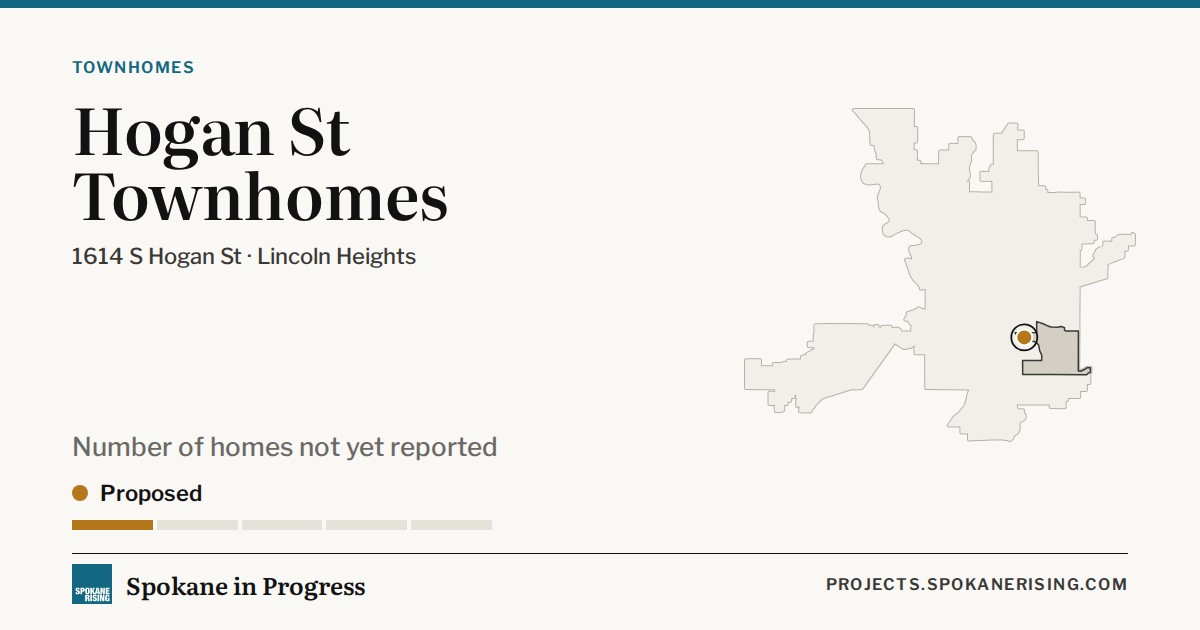 TOWNHOMES
Hogan St
Townhomes
1614 S Hogan St · Lincoln Heights
Number of homes not yet reported
Proposed
SPOKANE
RISING
Spokane in Progress
PROJECTS.SPOKANERISING.COM